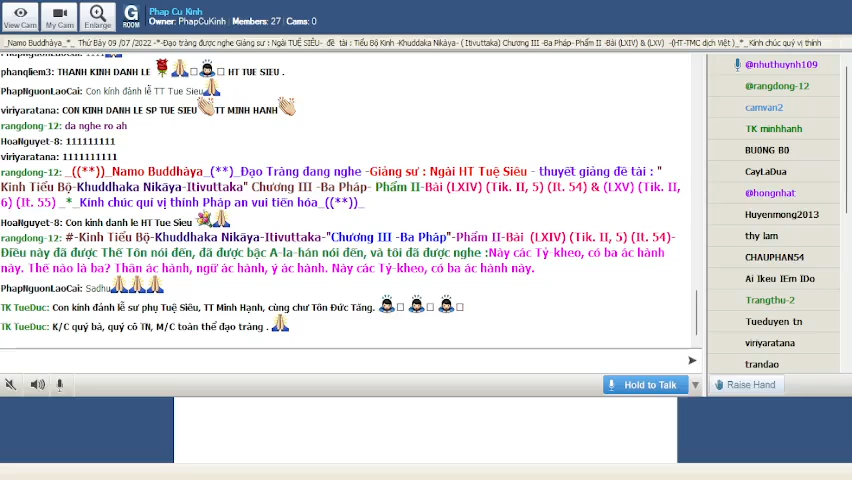 Phap Cu Kinh
Owner: PhapCuKinh | Members: 27 | Cams: 0
View Cam
My Cam
Enlarge
G
ROOM
_Namo Buddhàya_*_ Thứ Bảy 09 /07 /2022 -*-Đạo tràng được nghe Giảng sư : Ngài TUỆ SIÊU- đề tài : Tiểu Bộ Kinh -Khuddaka Nikàya- ( Itivuttaka) Chương III -Ba Pháp- Phẩm II -Bài (LXIV) & (LXV) -(HT-TMC dịch Việt )_*_Kính chúc quý vị thính
phanqliem3: THANH KINH DANH LE HT TUE SIEU .
PhapNguonLaoCai: Con kính đảnh lễ TT Tue Sieu
viriyaratana: CON KINH DANH LE SP TUE SIEU TT MINH HANH
rangdong-12: da nghe ro ah
HoaNguyet-8: 111111111
viriyaratana: 1111111111
rangdong-12: _((**))_Namo Buddhàya_(**)_Đạo Tràng đang nghe -Giảng sư : Ngài HT Tuệ Siêu - thuyết giảng đề tài : "
Kinh Tiểu Bộ-Khuddhaka Nikāya-Itivuttaka" Chương III -Ba Pháp- Phẩm II-Bài (LXIV) (Tik. II, 5) (It. 54) & (LXV) (Tik. II,
6) (It. 55) _*_Kính chúc quí vị thính Pháp an vui tiến hóa_((**))_
HoaNguyet-8: Con kinh danh le HT Tue Sieu
rangdong-12: #-Kinh Tiểu Bộ-Khuddhaka Nikāya-Itivuttaka-"Chương III -Ba Pháp"-Phẩm II-Bài (LXIV) (Tik. II, 5) (It. 54)-
Điều này đã được Thế Tôn nói đến, đã được bậc A-la-hán nói đến, và tôi đã được nghe :Này các Tỷ-kheo, có ba ác hành
này. Thế nào là ba? Thân ác hành, ngữ ác hành, ý ác hành. Này các Tỷ-kheo, có ba ác hành này.
PhapNguonLaoCai: Sadhu
TK TueDuc: Con kính đảnh lễ sư phụ Tuệ Siêu, TT Minh Hạnh, cùng chư Tôn Đức Tăng.
TK TueDuc: K/C quý bà, quý cô TN, M/C toàn thể đạo tràng .
Hold to Talk
@nhuthuynh109
@rangdong-12
camvan2
TK minhhanh
BUONG B0
CayLaDua
@hongnhat
Huyenmong2013
thy lam
CHAUPHAN54
Ai Ikeu IEm IDo
Trangthu-2
Tueduyen tn
viriyaratana
trandao
Raise Hand